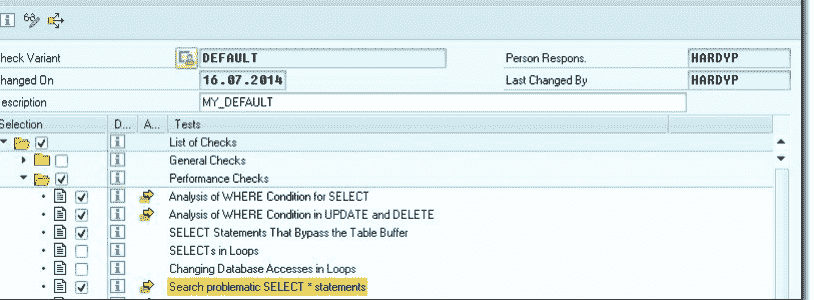 heck Variant DEFAULT Person Respons. HARDYP
hanged On 16.07.2014 Last Changed By HARDYP
escription MY_DEFAULT
Selection D... A... Tests
List of Checks
General Checks
Performance Checks
Analysis of WHERE Condition for SELECT
Analysis of WHERE Condition in UPDATE and DELETE
SELECT Statements That Bypass the Table Buffer
SELECTs in Loops
Changing Database Accesses in Loops
Search problematic SELECT * statements